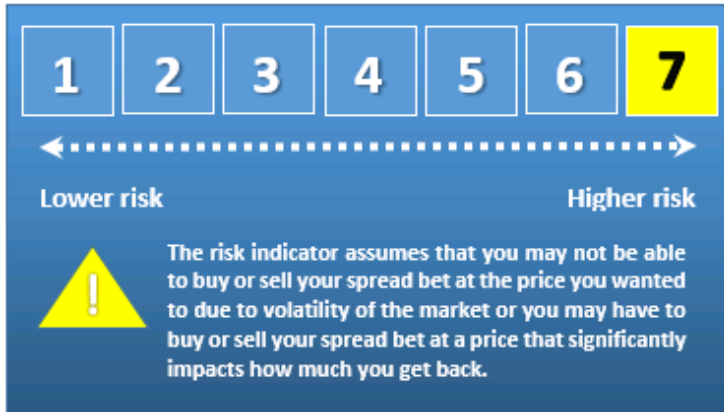 1 2 3 4 5 6 7
Lower risk Higher risk
!
The risk indicator assumes that you may not be able
to buy or sell your spread bet at the price you wanted
to due to volatility of the market or you may have to
buy or sell your spread bet at a price that significantly
impacts how much you get back.